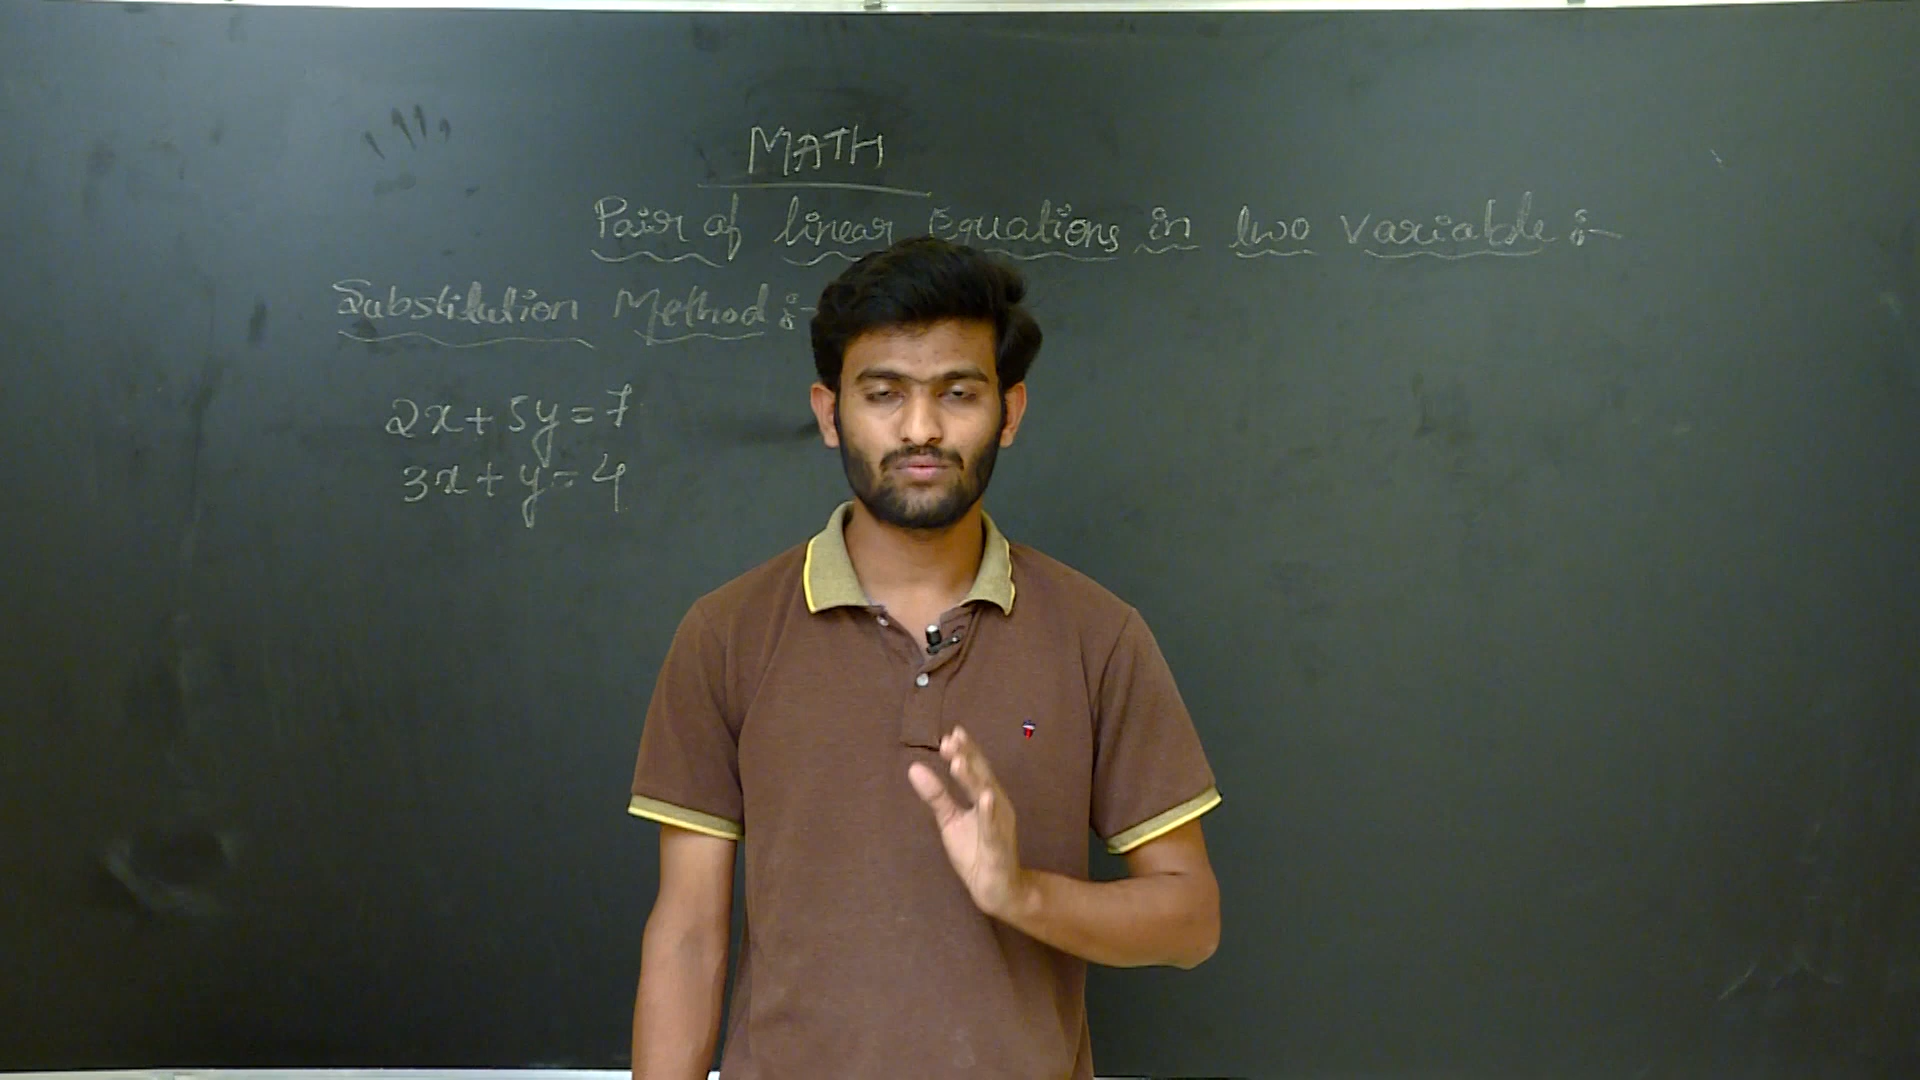 MATH
Pair of linear Equations in two Variable :-
Substitution Method :-
2x + 5y = 7
3x + y = 4